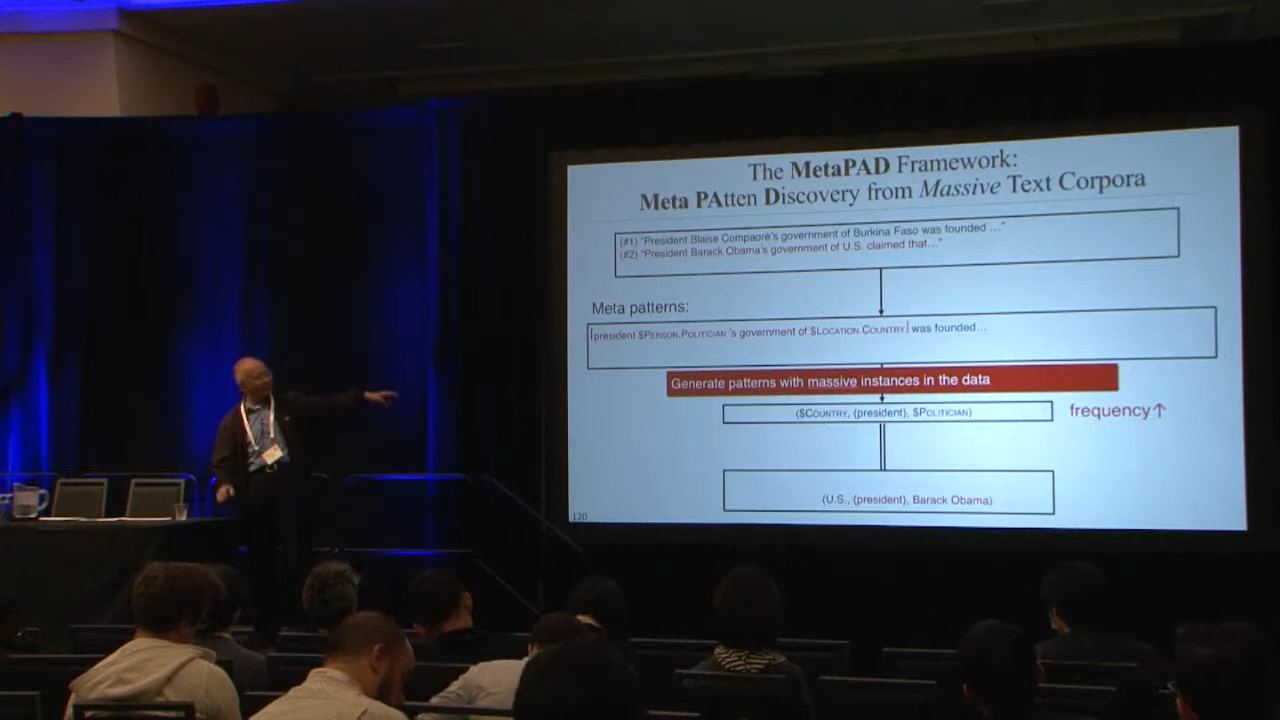 The MetaPAD Framework:
Meta PAtten Discovery from Massive Text Corpora
(#1) "President Blaise Compaoré's government of Burkina Faso was founded …"
(#2) "President Barack Obama's government of U.S. claimed that…"
Meta patterns:
[president $PERSON.POLITICIAN 's government of $LOCATION.COUNTRY] was founded…
Generate patterns with massive instances in the data
($COUNTRY, {president}, $POLITICIAN)
frequency↑
(U.S., {president}, Barack Obama)
120